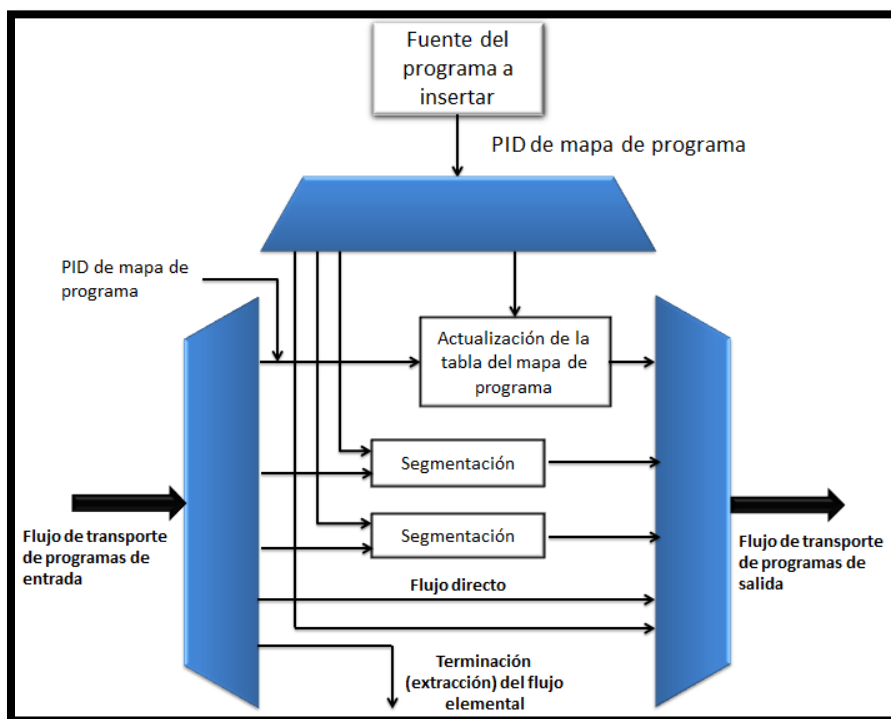 Fuente del
programa a
insertar
PID de mapa de programa
PID de mapa de
programa
Actualización de la
tabla del mapa de
programa
Segmentación
Segmentación
Flujo de transporte
de programas de
entrada
Flujo directo
Flujo de transporte
de programas de
salida
Terminación
(extracción) del flujo
elemental